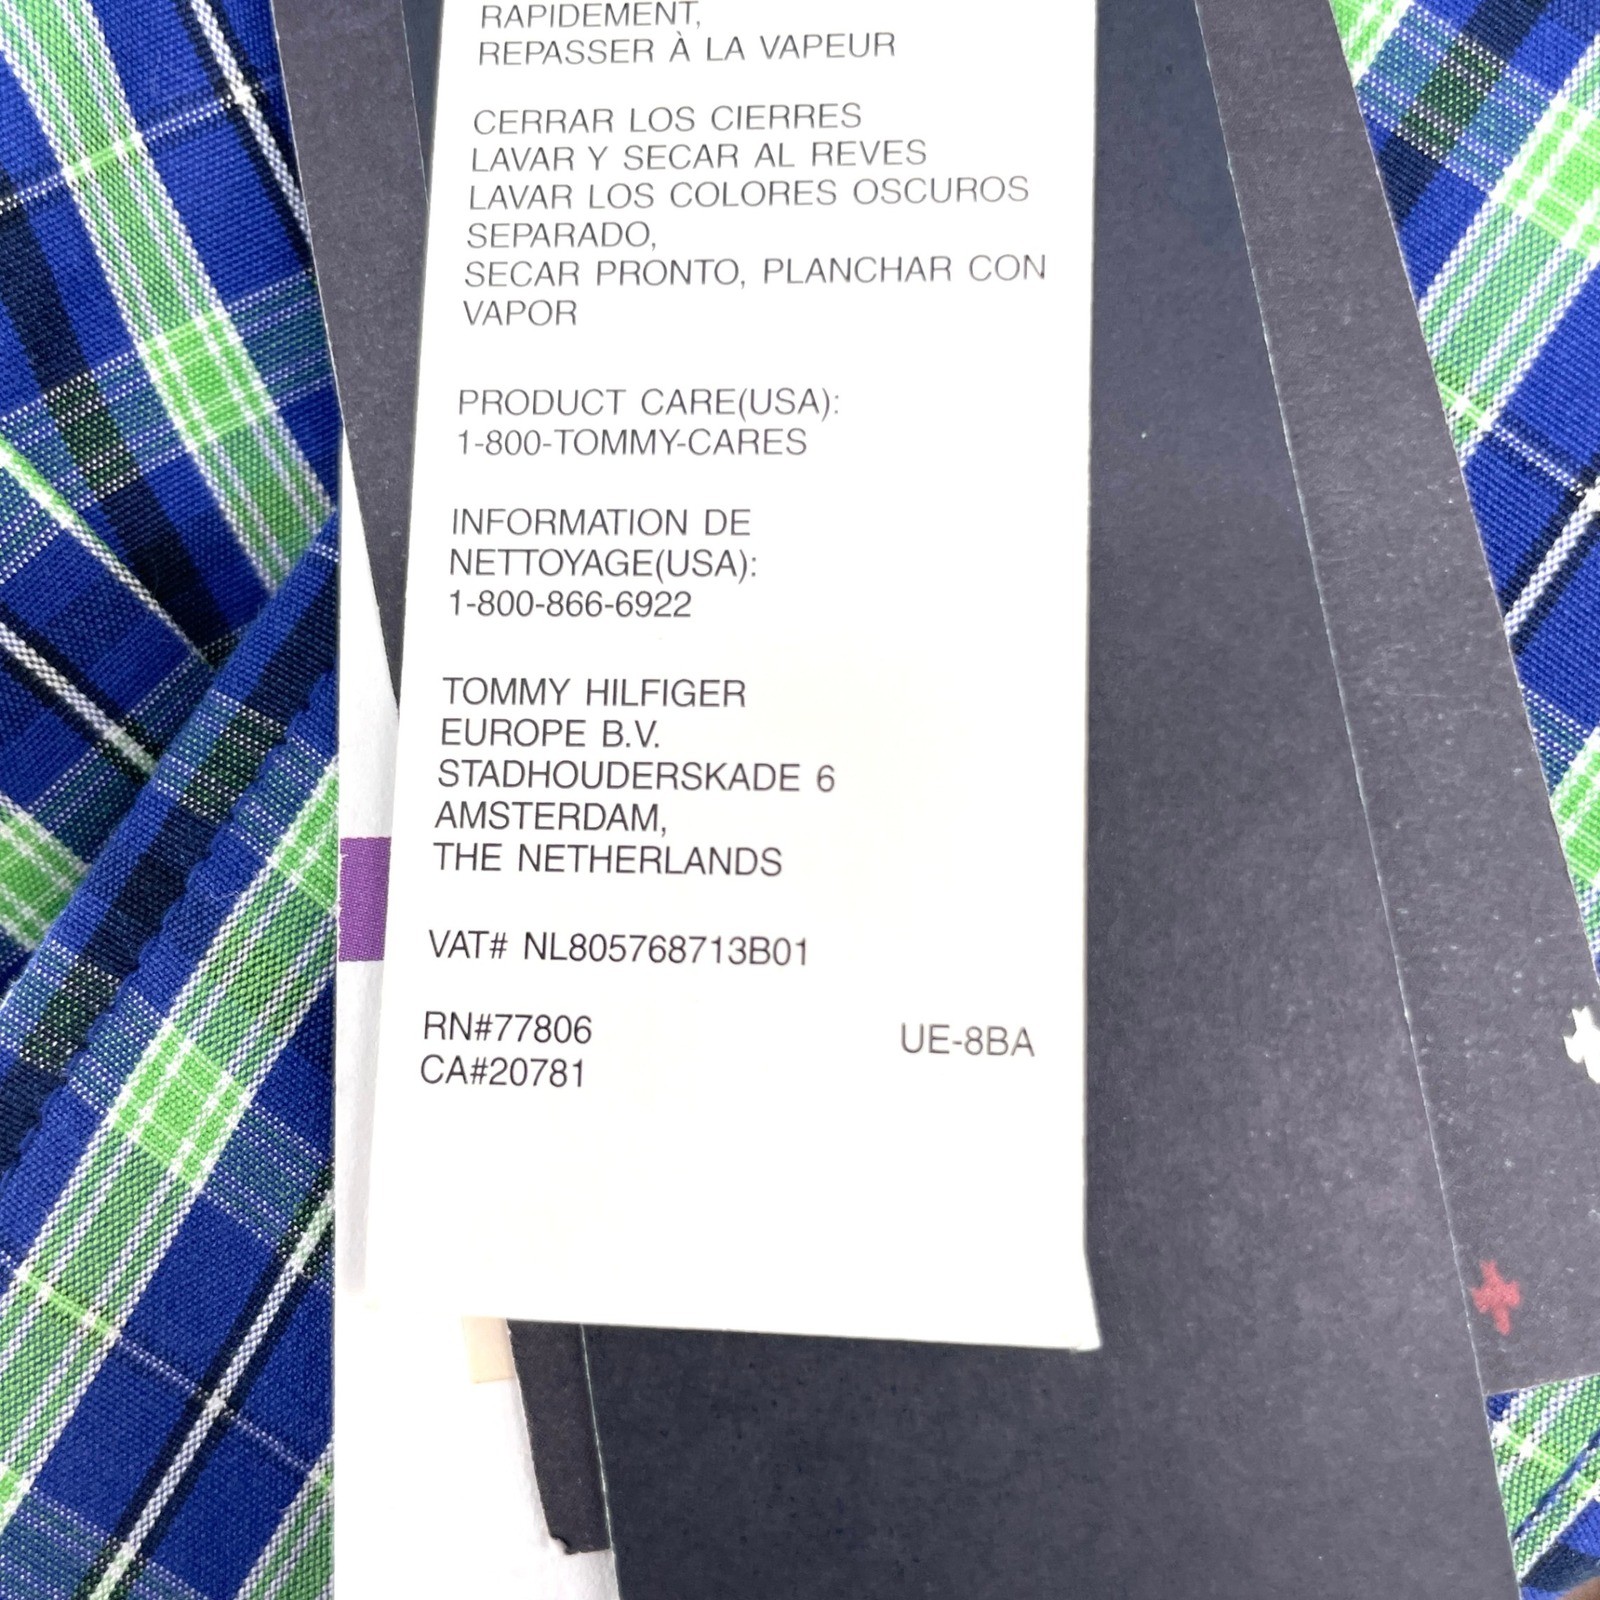 RAPIDEMENT,
REPASSER À LA VAPEUR
CERRAR LOS CIERRES
LAVAR Y SECAR AL REVES
LAVAR LOS COLORES OSCUROS
SEPARADO,
SECAR PRONTO, PLANCHAR CON
VAPOR
PRODUCT CARE(USA):
1-800-TOMMY-CARES
INFORMATION DE
NETTOYAGE(USA):
1-800-866-6922
TOMMY HILFIGER
EUROPE B.V.
STADHOUDERSKADE 6
AMSTERDAM,
THE NETHERLANDS
VAT# NL805768713B01
RN#77806 UE-8BA
CA#20781